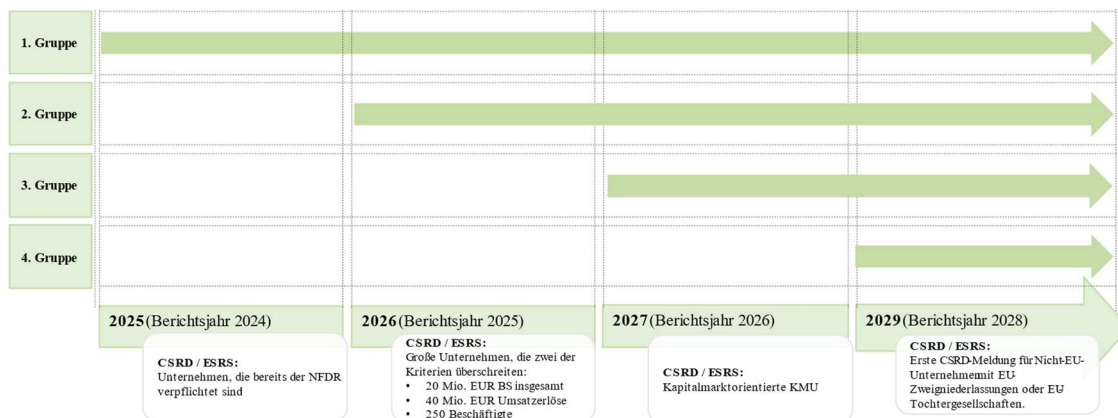 1. Gruppe
2. Gruppe
3. Gruppe
4. Gruppe
2025 (Berichtsjahr 2024)
CSRD / ESRS:
Unternehmen, die bereits der NFDR
verpflichtet sind
2026 (Berichtsjahr 2025)
CSRD / ESRS:
Große Unternehmen, die zwei der
Kriterien überschreiten:
• 20 Mio. EUR BS insgesamt
• 40 Mio. EUR Umsatzerlöse
• 250 Beschäftigte
2027 (Berichtsjahr 2026)
CSRD / ESRS:
Kapitalmarktorientierte KMU
2029 (Berichtsjahr 2028)
CSRD / ESRS:
Erste CSRD-Meldung für Nicht-EU-
Unternehmen mit EU
Zweigniederlassungen oder EU
Tochtergesellschaften.